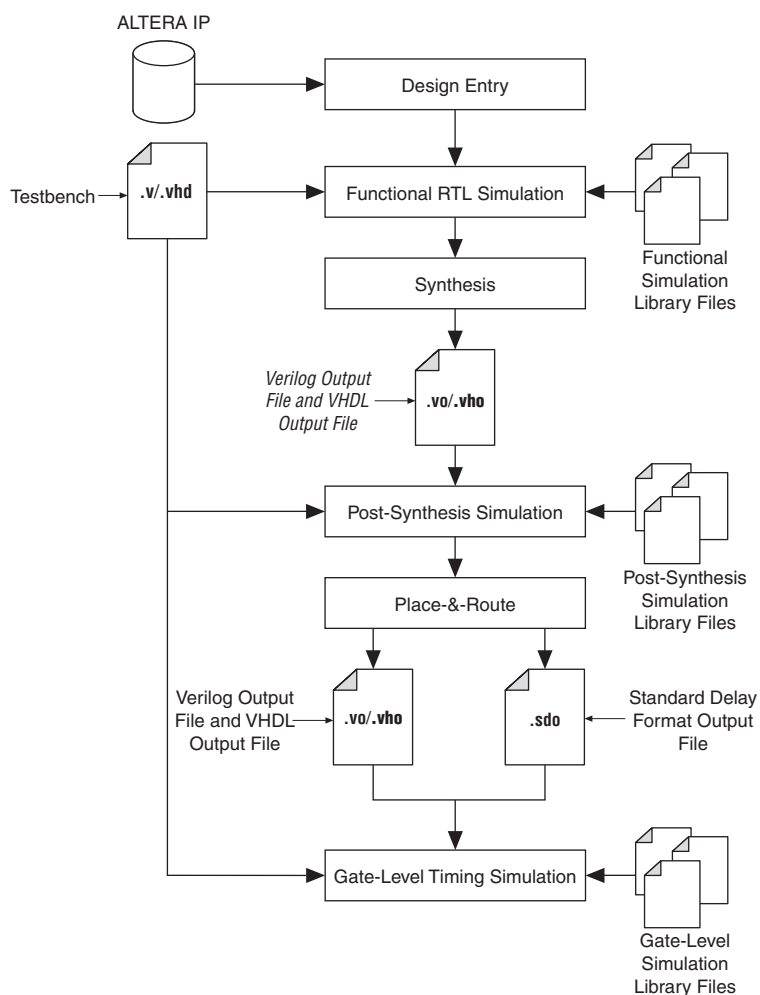 ALTERA IP
Design Entry
Testbench
.v/.vhd
Functional RTL Simulation
Functional
Simulation
Library Files
Synthesis
Verilog Output
File and VHDL
Output File
.vo/.vho
Post-Synthesis Simulation
Post-Synthesis
Simulation
Library Files
Place-&-Route
Verilog Output
File and VHDL
Output File
.vo/.vho
.sdo
Standard Delay
Format Output
File
Gate-Level Timing Simulation
Gate-Level
Simulation
Library Files